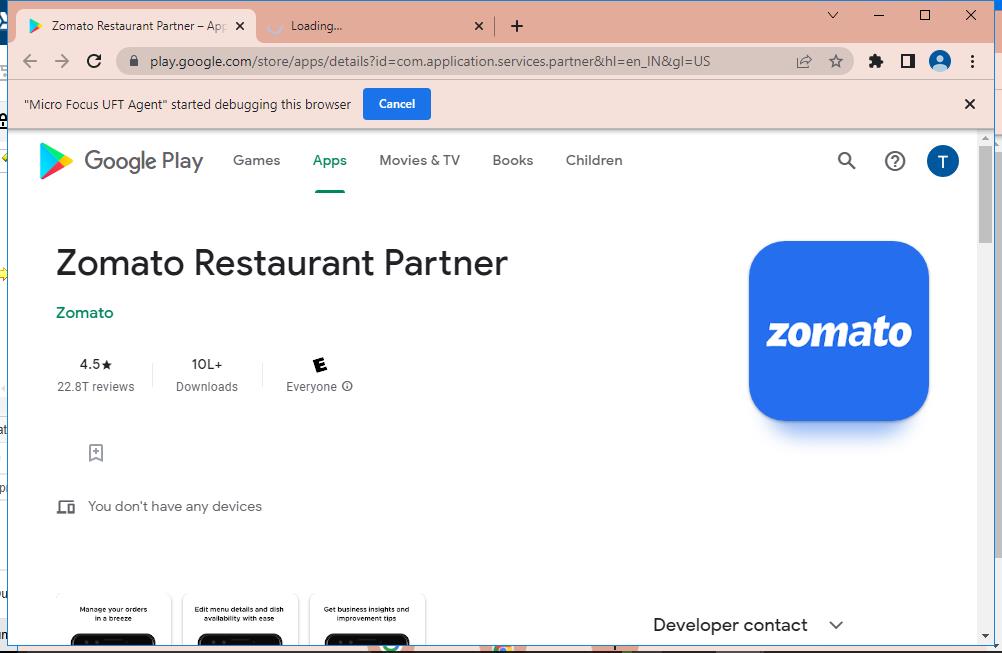 Zomato Restaurant Partner – App
Loading...
play.google.com/store/apps/details?id=com.application.services.partner&hl=en_IN&gl=US
"Micro Focus UFT Agent" started debugging this browser
Cancel
Google Play
Games
Apps
Movies & TV
Books
Children
T
Zomato Restaurant Partner
Zomato
zomato
4.5★
10L+
E
22.8T reviews
Downloads
Everyone
You don't have any devices
Manage your orders
in a breeze
Edit menu details and dish
availability with ease
Get business insights and
improvement tips
Developer contact